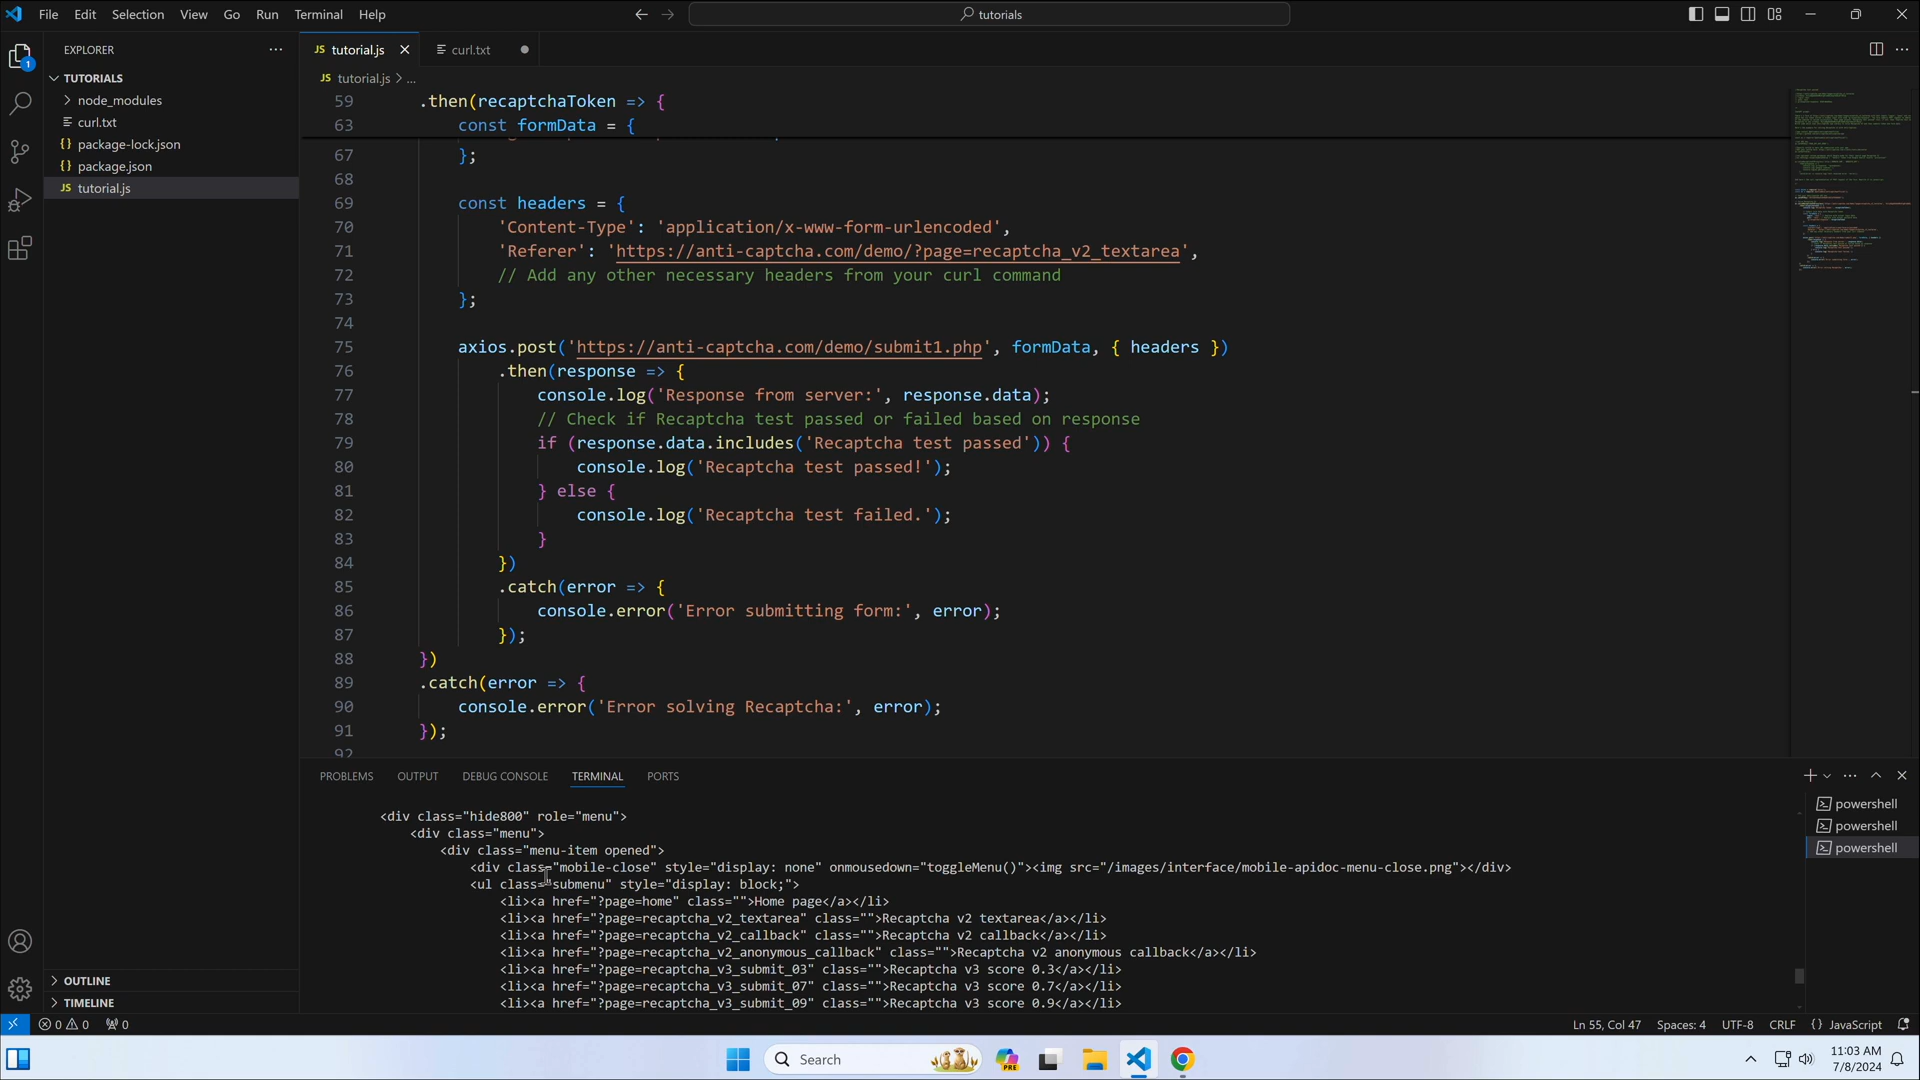 File Edit Selection View Go Run Terminal Help
tutorials
EXPLORER
TUTORIALS
node_modules
curl.txt
package-lock.json
package.json
JS tutorial.js
OUTLINE
TIMELINE
JS tutorial.js
curl.txt
JS tutorial.js > ...
59 .then(recaptchaToken => {
63 const formData = {
67 };
68
69 const headers = {
70 'Content-Type': 'application/x-www-form-urlencoded',
71 'Referer': 'https://anti-captcha.com/demo/?page=recaptcha_v2_textarea',
72 // Add any other necessary headers from your curl command
73 };
74
75 axios.post('https://anti-captcha.com/demo/submit1.php', formData, { headers })
76 .then(response => {
77 console.log('Response from server:', response.data);
78 // Check if Recaptcha test passed or failed based on response
79 if (response.data.includes('Recaptcha test passed')) {
80 console.log('Recaptcha test passed!');
81 } else {
82 console.log('Recaptcha test failed.');
83 }
84 })
85 .catch(error => {
86 console.error('Error submitting form:', error);
87 });
88 })
89 .catch(error => {
90 console.error('Error solving Recaptcha:', error);
91 });
92
PROBLEMS OUTPUT DEBUG CONSOLE TERMINAL PORTS
<div class="hide800" role="menu">
<div class="menu">
<div class="menu-item opened">
<div class="mobile-close" style="display: none" onmousedown="toggleMenu()"><img src="/images/interface/mobile-apidoc-menu-close.png"></div>
<ul class="submenu" style="display: block;">
<li><a href="?page=home" class="">Home page</a></li>
<li><a href="?page=recaptcha_v2_textarea" class="">Recaptcha v2 textarea</a></li>
<li><a href="?page=recaptcha_v2_callback" class="">Recaptcha v2 callback</a></li>
<li><a href="?page=recaptcha_v2_anonymous_callback" class="">Recaptcha v2 anonymous callback</a></li>
<li><a href="?page=recaptcha_v3_submit_03" class="">Recaptcha v3 score 0.3</a></li>
<li><a href="?page=recaptcha_v3_submit_07" class="">Recaptcha v3 score 0.7</a></li>
<li><a href="?page=recaptcha_v3_submit_09" class="">Recaptcha v3 score 0.9</a></li>
powershell
powershell
powershell
0 0 0
Ln 55, Col 47 Spaces: 4 UTF-8 CRLF {} JavaScript
Search
PRE
11:03 AM
7/8/2024